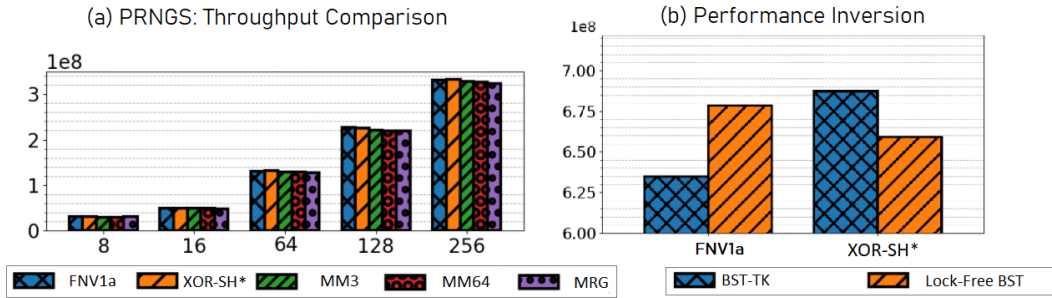 (a) PRNGS: Throughput Comparison
1e8
3
2
1
0
8 16 64 128 256
FNV1a XOR-SH* MM3 MM64 MRG
(b) Performance Inversion
1e8
7.00
6.75
6.50
6.25
6.00
FNV1a XOR-SH*
BST-TK Lock-Free BST